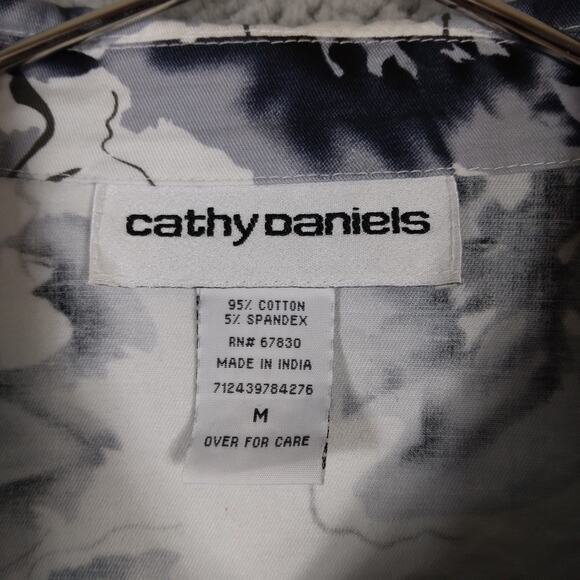 cathy Daniels
95% COTTON
5% SPANDEX
RN# 67830
MADE IN INDIA
712439784276
M
OVER FOR CARE